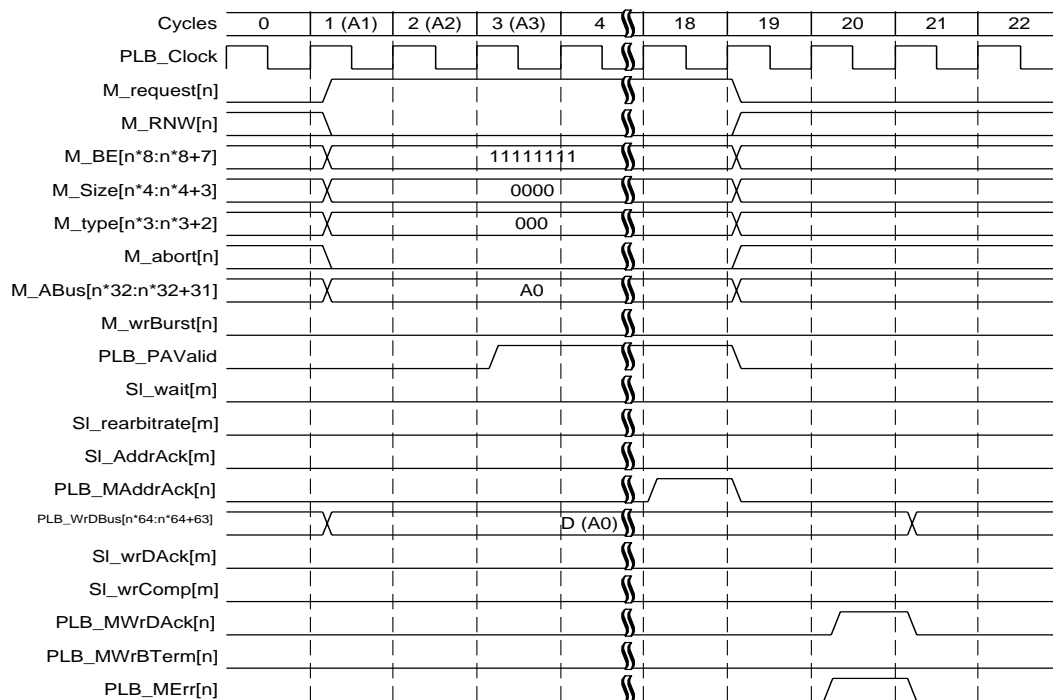 Cycles 0 1 (A1) 2 (A2) 3 (A3) 4 18 19 20 21 22
PLB_Clock
M_request[n]
M_RNW[n]
M_BE[n*8:n*8+7] 11111111
M_Size[n*4:n*4+3] 0000
M_type[n*3:n*3+2] 000
M_abort[n]
M_ABus[n*32:n*32+31] A0
M_wrBurst[n]
PLB_PAValid
Sl_wait[m]
Sl_rearbitrate[m]
Sl_AddrAck[m]
PLB_MAddrAck[n]
PLB_WrDBus[n*64:n*64+63] D (A0)
Sl_wrDAck[m]
Sl_wrComp[m]
PLB_MWrDAck[n]
PLB_MWrBTerm[n]
PLB_MErr[n]